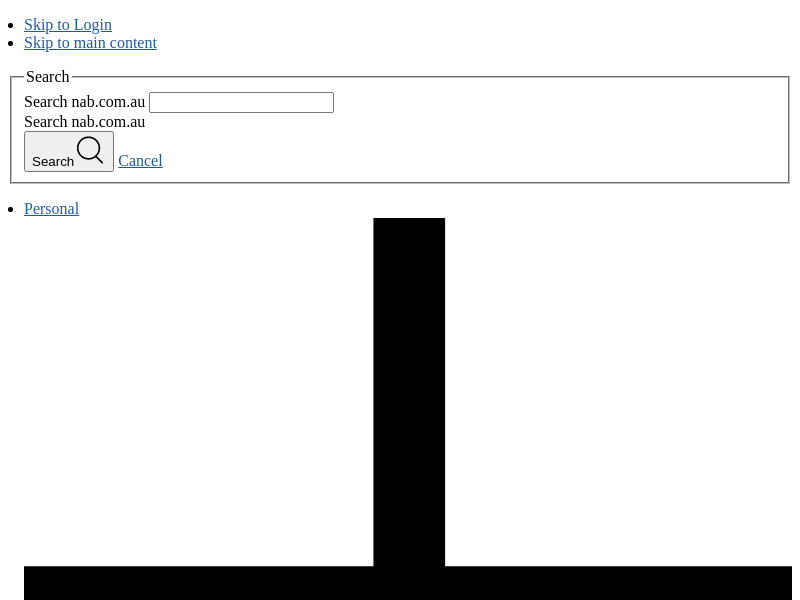 Skip to Login
Skip to main content
Search
Search nab.com.au
Search nab.com.au
Search Cancel
Personal